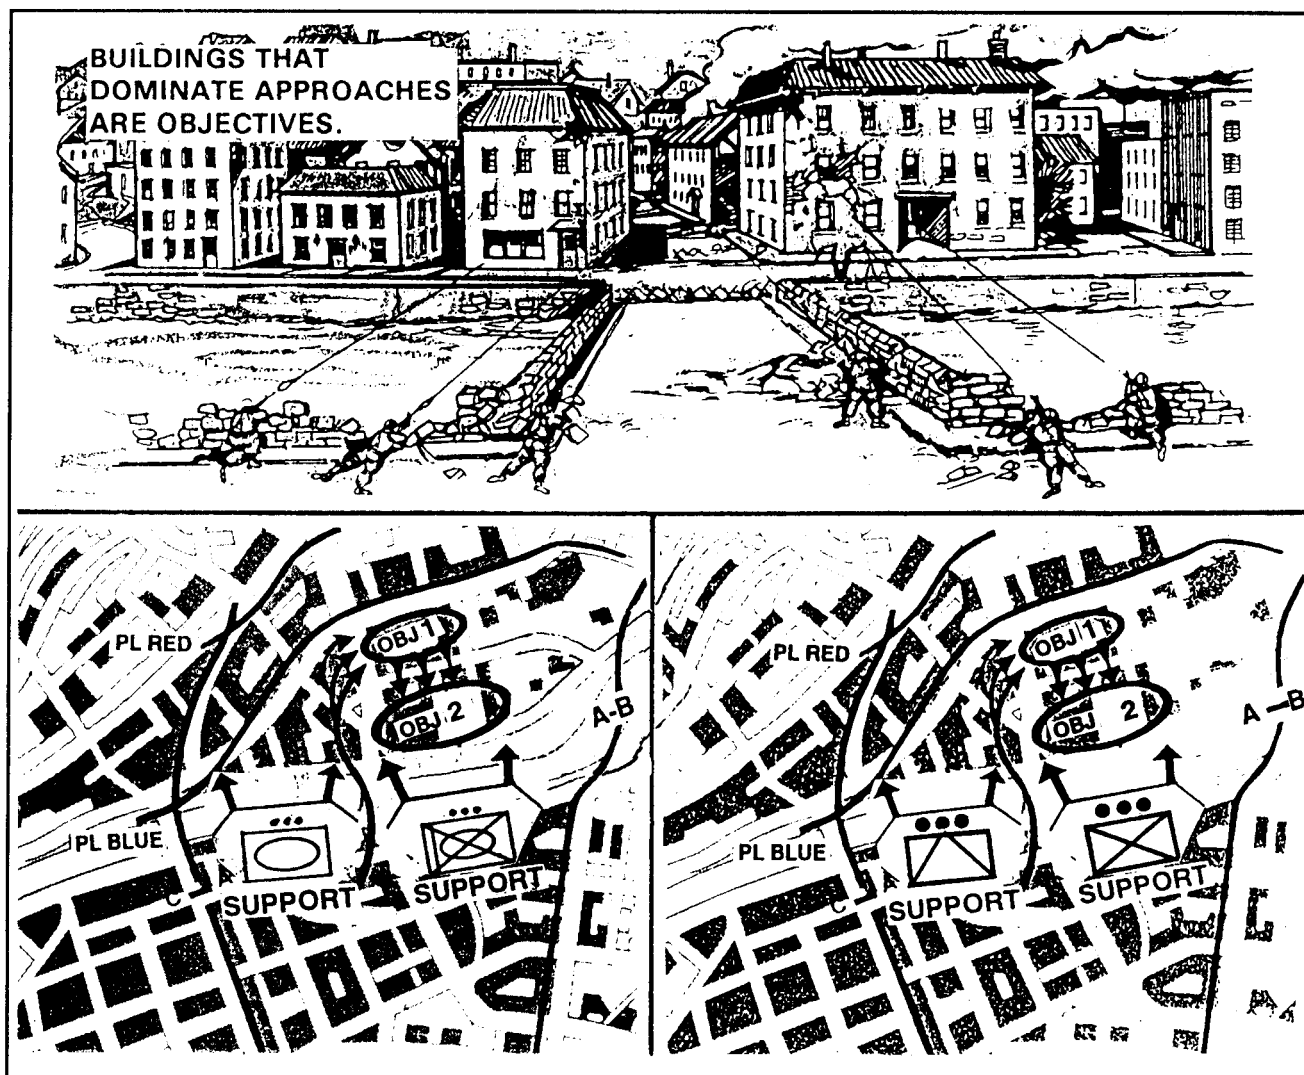 BUILDINGS THAT
DOMINATE APPROACHES
ARE OBJECTIVES.
PL RED
OBJ 1
OBJ 2
A-B
PL BLUE
C
SUPPORT
SUPPORT
PL RED
OBJ 1
OBJ 2
A—B
PL BLUE
C
SUPPORT
SUPPORT